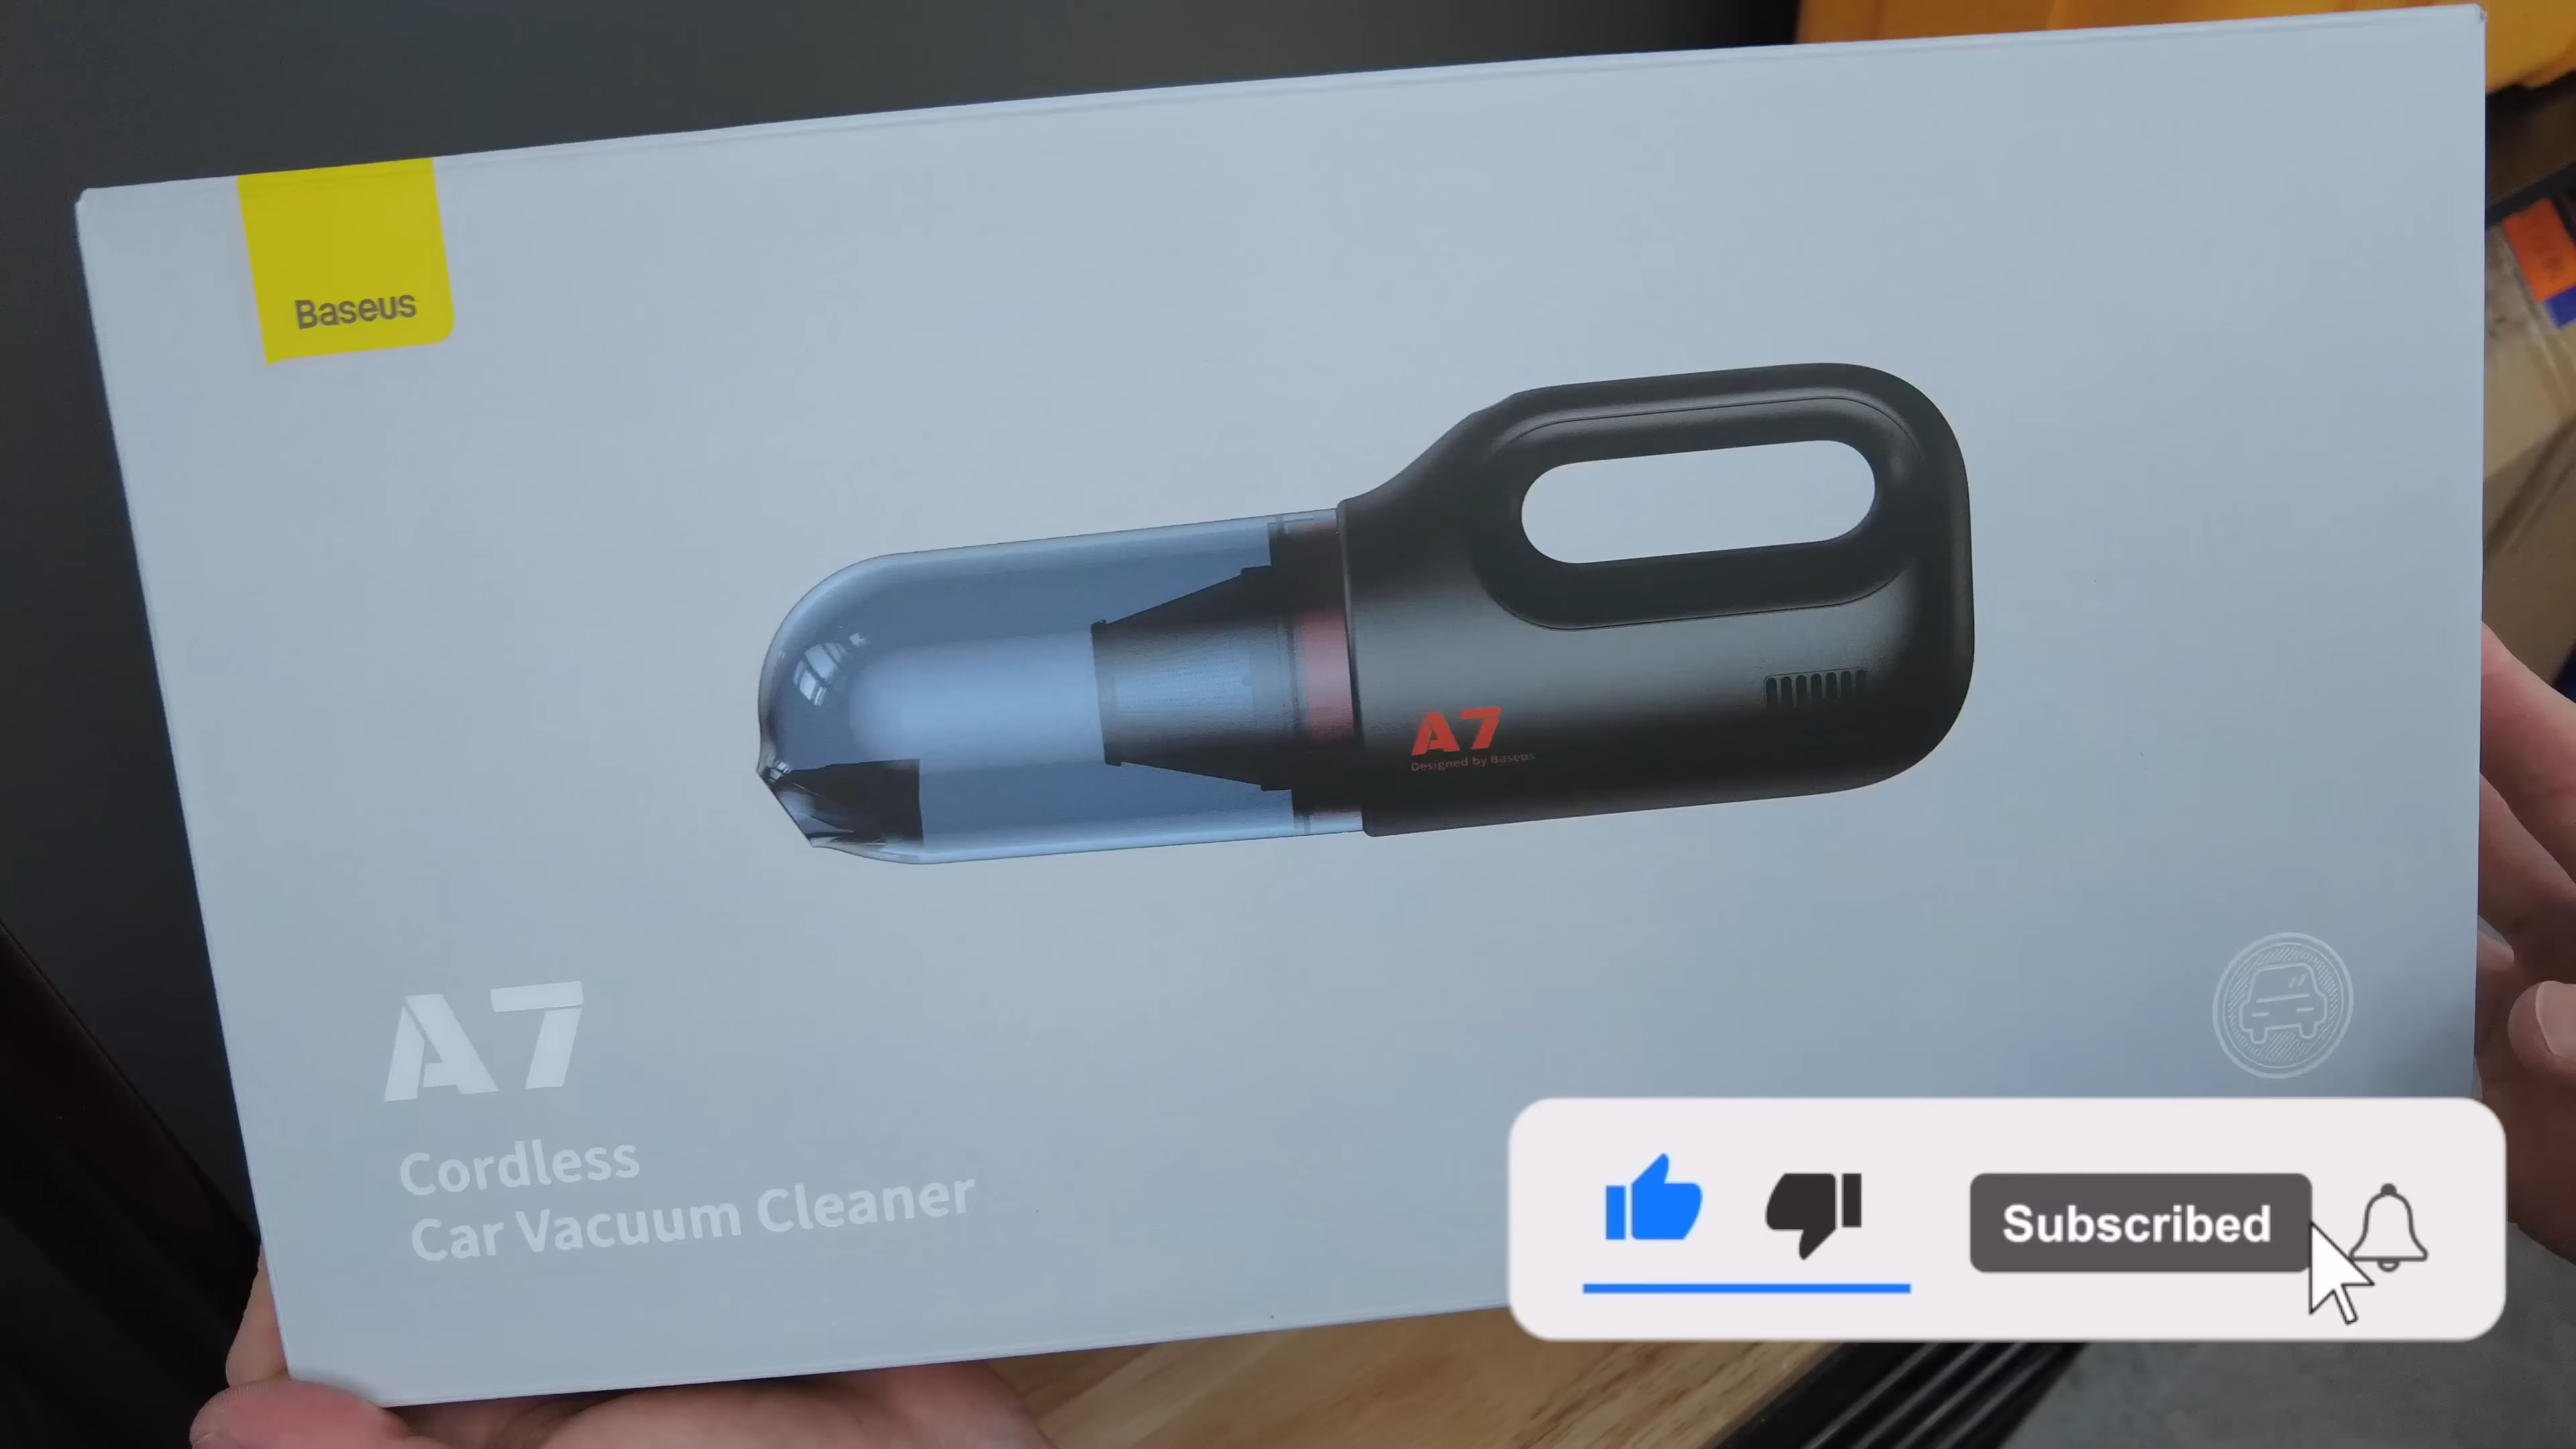 Baseus
A7
Designed by Baseus
A7
Cordless
Car Vacuum Cleaner
Subscribed